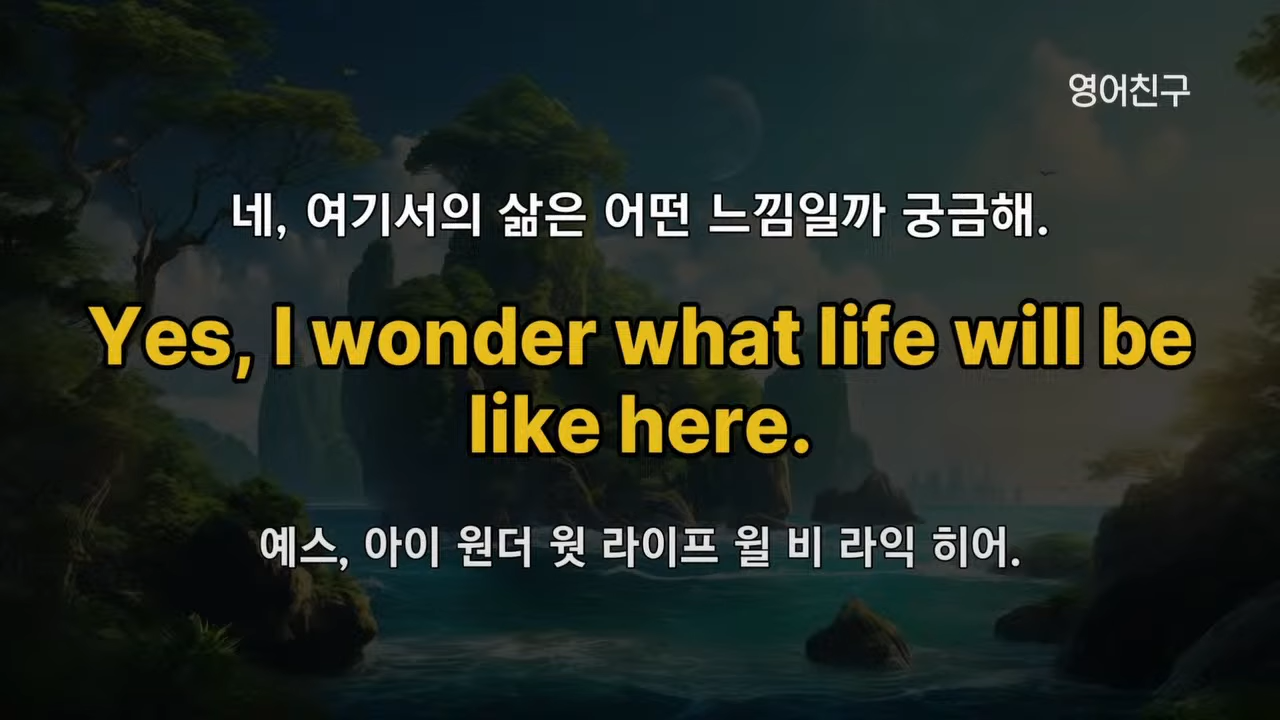 영어친구
네, 여기서의 삶은 어떤 느낌일까 궁금해.
Yes, I wonder what life will be
like here.
예스, 아이 원더 웟 라이프 윌 비 라익 히어.